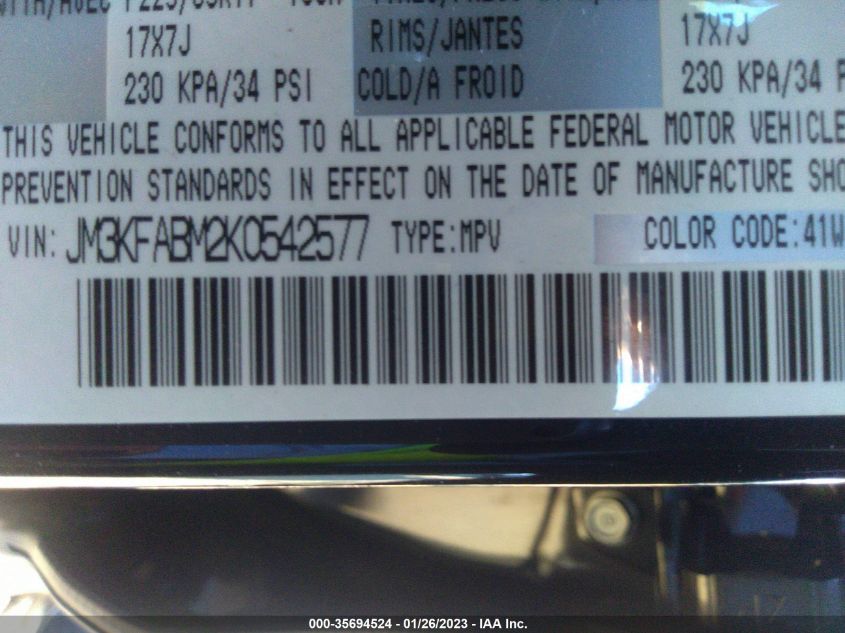 17X7J RIMS/JANTES 17X7J
230 KPA/34 PSI COLD/A FROID 230 KPA/34
THIS VEHICLE CONFORMS TO ALL APPLICABLE FEDERAL MOTOR VEHICLE
PREVENTION STANDARDS IN EFFECT ON THE DATE OF MANUFACTURE SHO
VIN: JM3KFABM2K0542577 TYPE:MPV COLOR CODE:41W
000-35694524 - 01/26/2023 - IAA Inc.